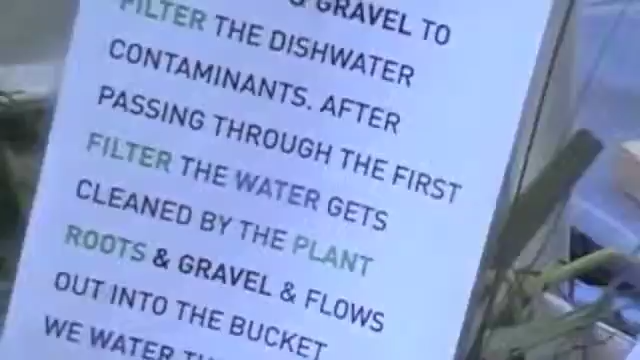 & GRAVEL TO
FILTER THE DISHWATER
CONTAMINANTS. AFTER
PASSING THROUGH THE FIRST
FILTER THE WATER GETS
CLEANED BY THE PLANT
ROOTS & GRAVEL & FLOWS
OUT INTO THE BUCKET
WE WATER